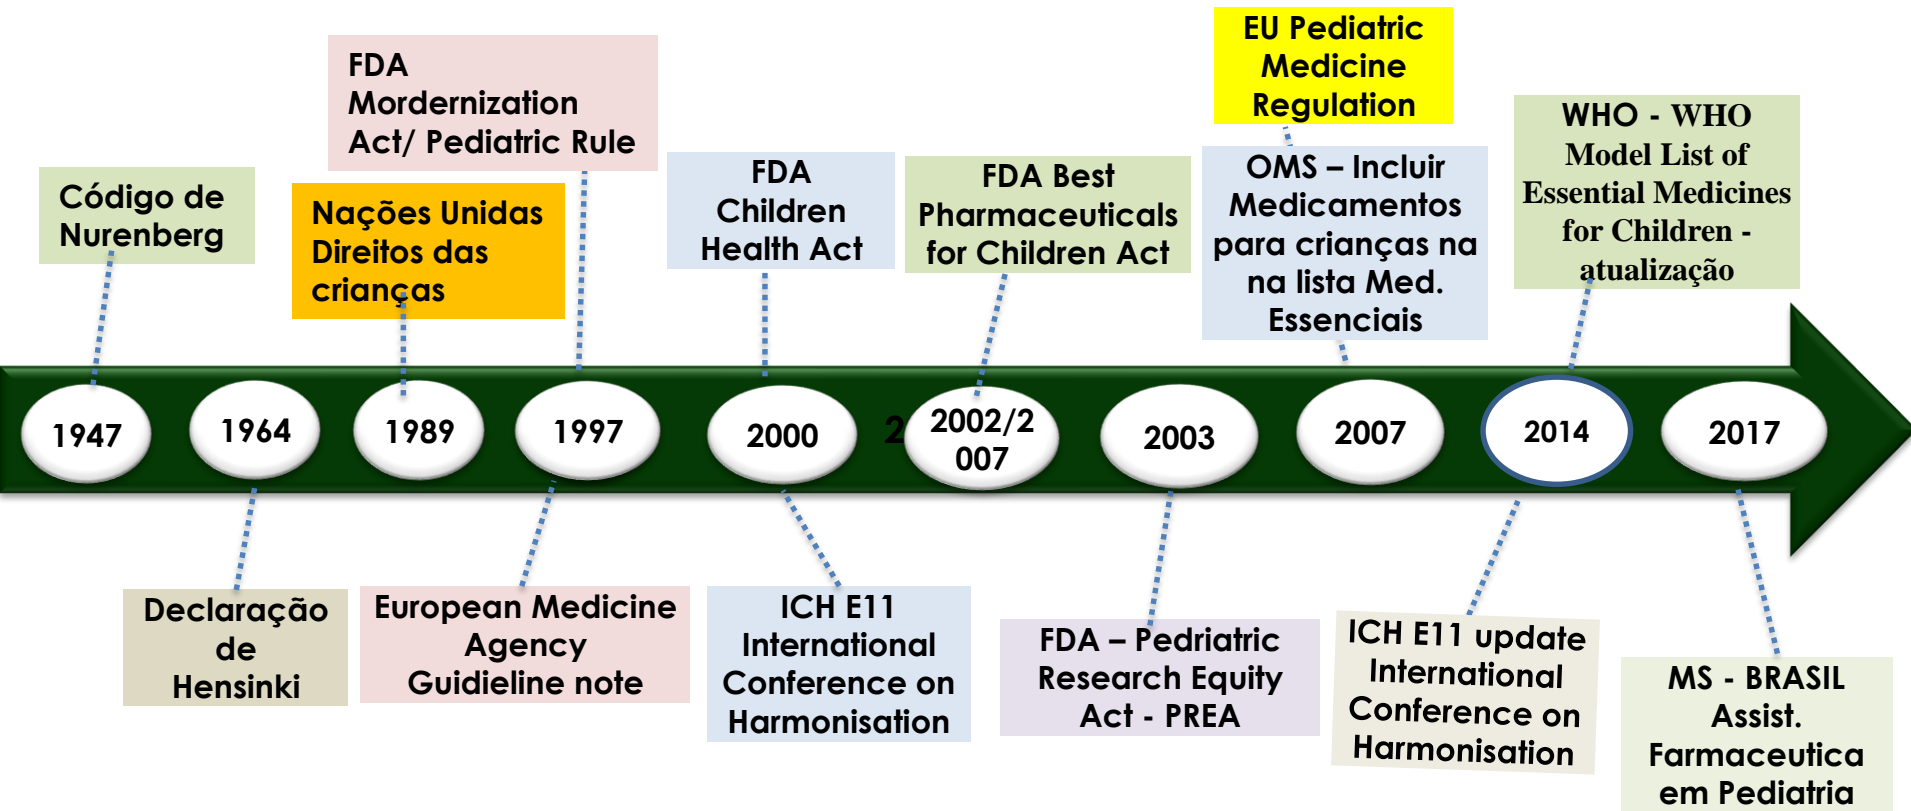 EU Pediatric
Medicine
Regulation
FDA
Mordernization
Act/ Pediatric Rule
WHO - WHO
Model List of
Essential Medicines
for Children -
atualização
FDA
Children
Health Act
FDA Best
Pharmaceuticals
for Children Act
OMS – Incluir
Medicamentos
para crianças na
na lista Med.
Essenciais
Código de
Nurenberg
Nações Unidas
Direitos das
crianças
1947
1964
1989
1997
2000
2
2002/2
007
2003
2007
2014
2017
Declaração
de
Hensinki
European Medicine
Agency
Guidieline note
ICH E11
International
Conference on
Harmonisation
FDA – Pedriatric
Research Equity
Act - PREA
ICH E11 update
International
Conference on
Harmonisation
MS - BRASIL
Assist.
Farmaceutica
em Pediatria